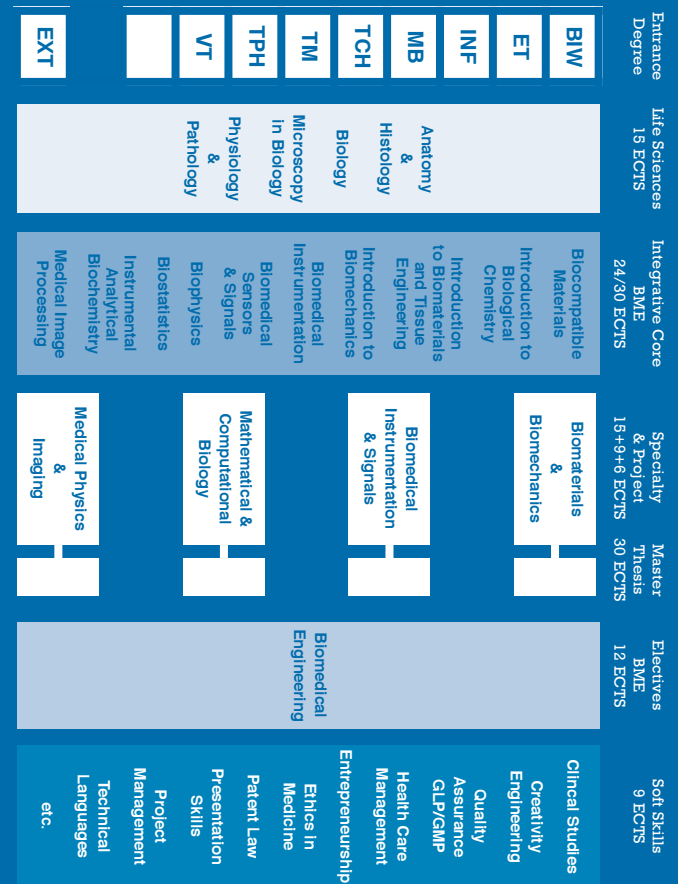 Entrance
Degree
BIW
ET
INF
MB
TCH
TM
TPH
VT
EXT
Life Sciences
15 ECTS
Anatomy
&
Histology
Biology
Microscopy
in Biology
Physiology
&
Pathology
Integrative Core
BME
24/30 ECTS
Biocompatible
Materials
Introduction to
Biological
Chemistry
Introduction
to Biomaterials
and Tissue
Engineering
Introduction to
Biomechanics
Biomedical
Instrumentation
Biomedical
Sensors
& Signals
Biophysics
Biostatistics
Instrumental
Analytical
Biochemistry
Medical Image
Processing
Specialty
& Project
15+9+6 ECTS
Biomaterials
&
Biomechanics
Biomedical
Instrumentation
& Signals
Mathematical &
Computational
Biology
Medical Physics
&
Imaging
Master
Thesis
30 ECTS
Electives
BME
12 ECTS
Biomedical
Engineering
Soft Skills
9 ECTS
Clincal Studies
Creativity
Engineering
Quality
Assurance
GLP/GMP
Health Care
Management
Entrepreneurship
Ethics in
Medicine
Patent Law
Presentation
Skills
Project
Management
Technical
Languages
etc.